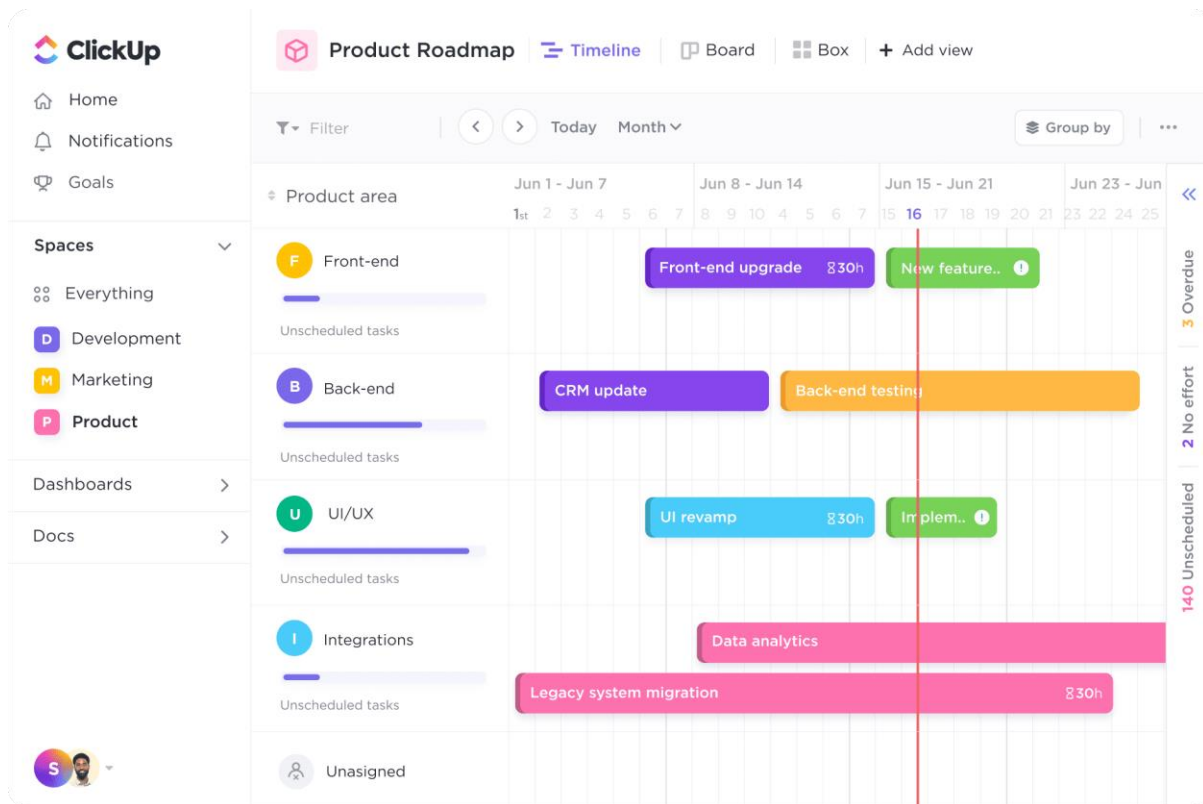 ClickUp
Home
Notifications
Goals
Spaces
Everything
D Development
M Marketing
P Product
Dashboards
Docs
S
Product Roadmap Timeline Board Box + Add view
Filter Today Month Group by
Product area
Jun 1 - Jun 7 Jun 8 - Jun 14 Jun 15 - Jun 21 Jun 23 - Jun
1st 2 3 4 5 6 7 8 9 10 4 5 6 7 15 16 17 18 19 20 21 23 22 24 25
F Front-end
Unscheduled tasks
Front-end upgrade 30h
New feature..
B Back-end
Unscheduled tasks
CRM update
Back-end testing
U UI/UX
Unscheduled tasks
UI revamp 30h
Implem..
I Integrations
Unscheduled tasks
Data analytics
Legacy system migration 30h
Unasigned
3 Overdue
2 No effort
140 Unscheduled